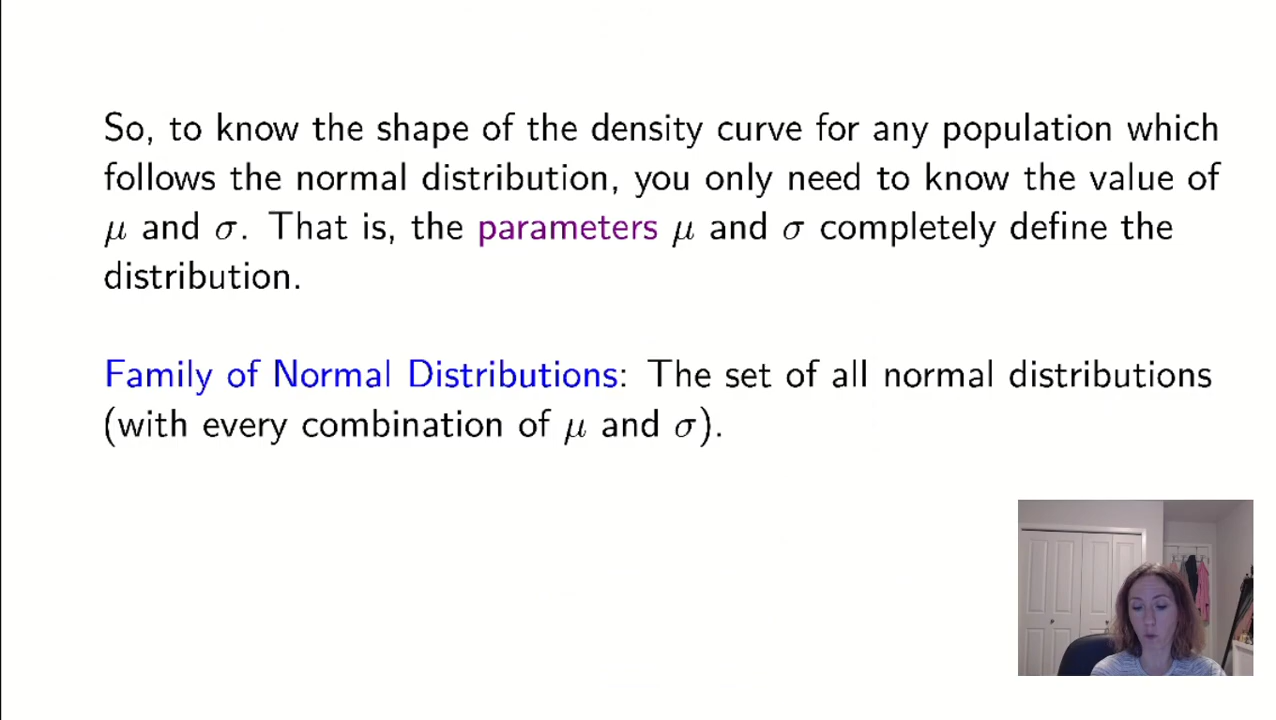 So, to know the shape of the density curve for any population which
follows the normal distribution, you only need to know the value of
μ and σ. That is, the parameters μ and σ completely define the
distribution.
Family of Normal Distributions: The set of all normal distributions
(with every combination of μ and σ).